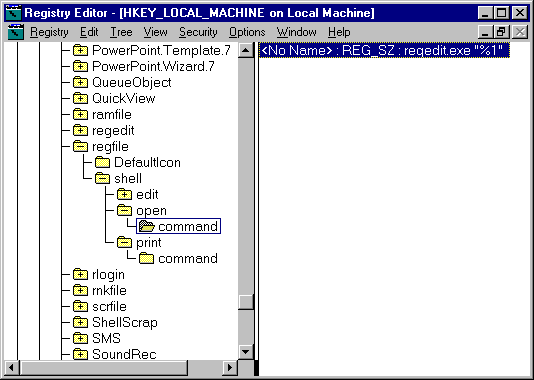 Registry Editor - [HKEY_LOCAL_MACHINE on Local Machine]
Registry Edit Tree View Security Options Window Help
PowerPoint.Template.7
PowerPoint.Wizard.7
QueueObject
QuickView
ramfile
regedit
regfile
DefaultIcon
shell
edit
open
command
print
command
rlogin
rnkfile
scrfile
ShellScrap
SMS
SoundRec
<No Name> : REG_SZ : regedit.exe "%1"